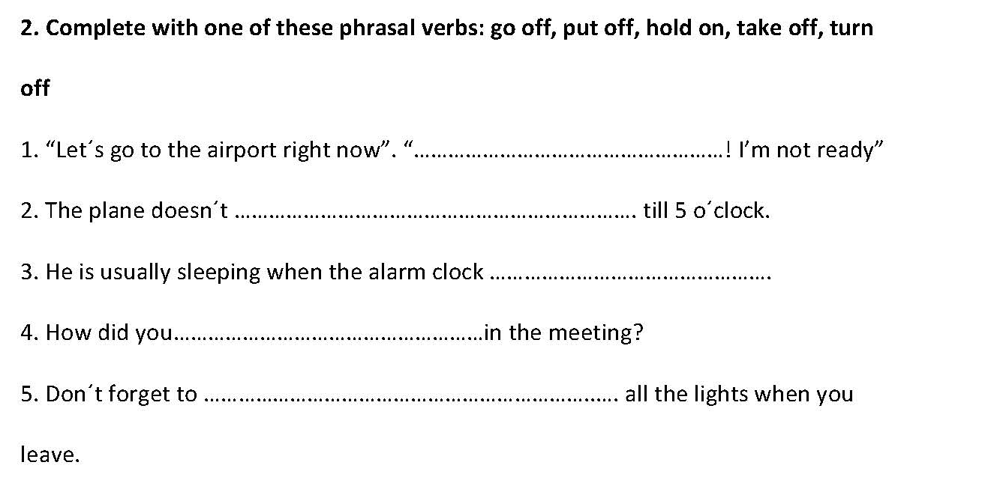 2. Complete with one of these phrasal verbs: go off, put off, hold on, take off, turn
off
1. “Let´s go to the airport right now”. “……………………………………………….! I’m not ready”
2. The plane doesn´t ……………………………………………………………. till 5 o´clock.
3. He is usually sleeping when the alarm clock ………………………………………….
4. How did you……………………………………………….in the meeting?
5. Don´t forget to ………………………………………………………………. all the lights when you
leave.